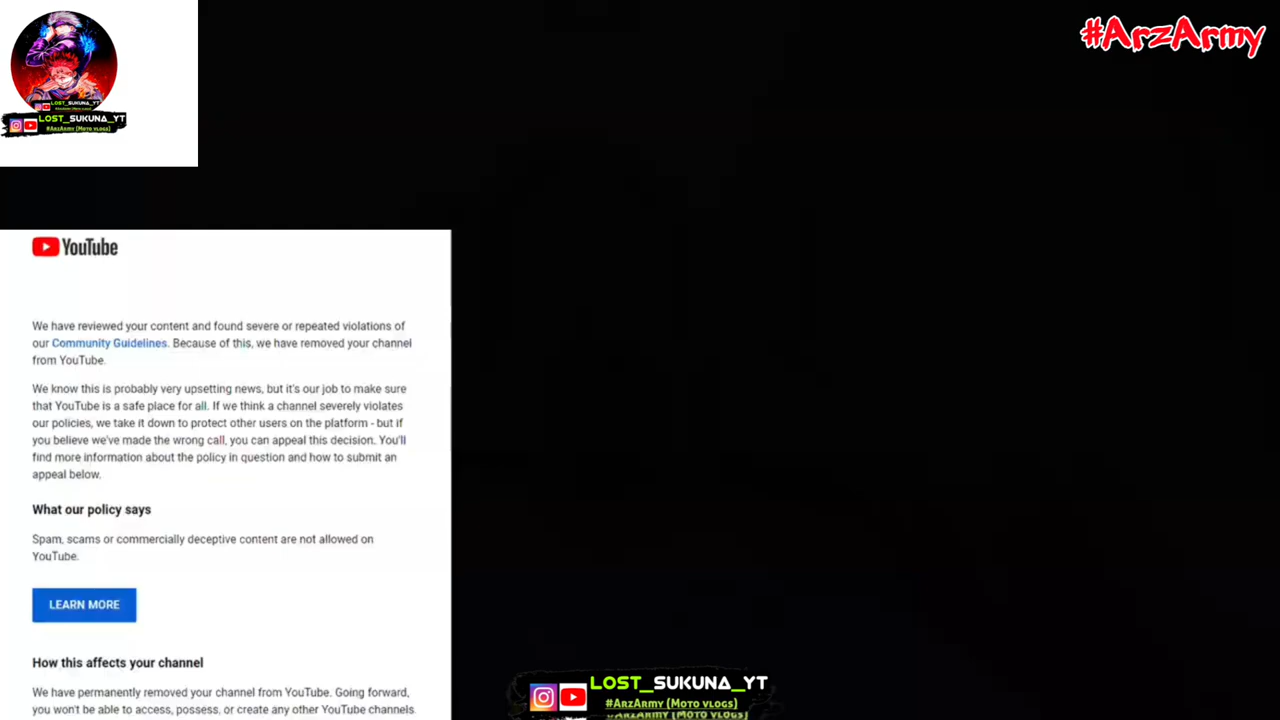 #ArzArmy
LOST_SUKUNA_YT
LOST_SUKUNA_YT
#ArzArmy (Moto vlogs)
YouTube
We have reviewed your content and found severe or repeated violations of
our Community Guidelines. Because of this, we have removed your channel
from YouTube.
We know this is probably very upsetting news, but it's our job to make sure
that YouTube is a safe place for all. If we think a channel severely violates
our policies, we take it down to protect other users on the platform - but if
you believe we've made the wrong call, you can appeal this decision. You'll
find more information about the policy in question and how to submit an
appeal below.
What our policy says
Spam, scams or commercially deceptive content are not allowed on
YouTube.
LEARN MORE
How this affects your channel
We have permanently removed your channel from YouTube. Going forward,
you won't be able to access, possess, or create any other YouTube channels.
LOST_SUKUNA_YT
#ArzArmy (Moto vlogs)
#ArzArmy (Moto vlogs)